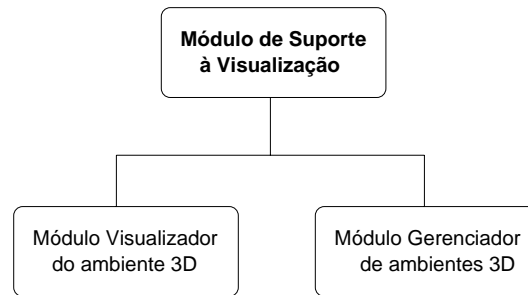 Módulo de Suporte
à Visualização
Módulo Visualizador
do ambiente 3D
Módulo Gerenciador
de ambientes 3D